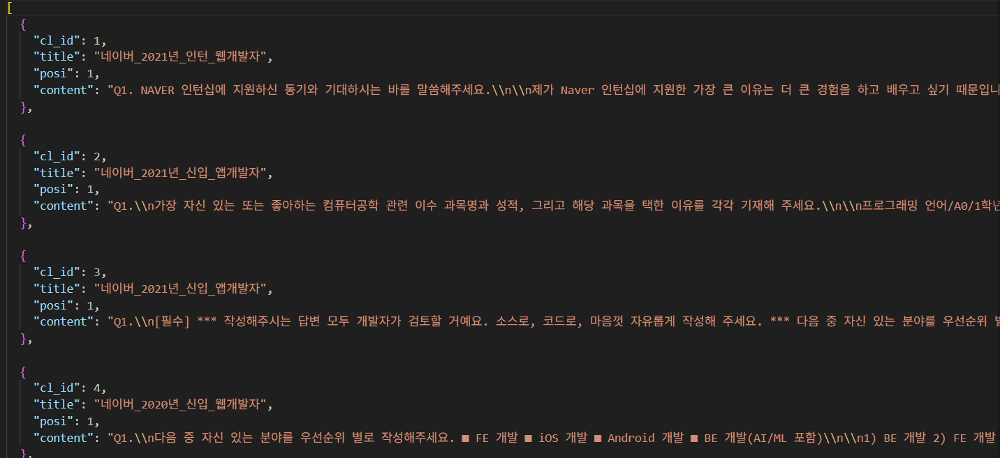 [
{
"cl_id": 1,
"title": "네이버_2021년_인턴_웹개발자",
"posi": 1,
"content": "Q1. NAVER 인턴십에 지원하신 동기와 기대하시는 바를 말씀해주세요.\\n\\n제가 Naver 인턴십에 지원한 가장 큰 이유는 더 큰 경험을 하고 배우고 싶기 때문입니
},
{
"cl_id": 2,
"title": "네이버_2021년_신입_앱개발자",
"posi": 1,
"content": "Q1.\\n가장 자신 있는 또는 좋아하는 컴퓨터공학 관련 이수 과목명과 성적, 그리고 해당 과목을 택한 이유를 각각 기재해 주세요.\\n\\n프로그래밍 언어/A0/1학년
},
{
"cl_id": 3,
"title": "네이버_2021년_신입_앱개발자",
"posi": 1,
"content": "Q1.\\n[필수] *** 작성해주시는 답변 모두 개발자가 검토할 거예요. 소스로, 코드로, 마음껏 자유롭게 작성해 주세요. *** 다음 중 자신 있는 분야를 우선순위
},
{
"cl_id": 4,
"title": "네이버_2020년_신입_웹개발자",
"posi": 1,
"content": "Q1.\\n다음 중 자신 있는 분야를 우선순위 별로 작성해주세요. ■ FE 개발 ■ iOS 개발 ■ Android 개발 ■ BE 개발(AI/ML 포함)\\n\\n1) BE 개발 2) FE 개발
},